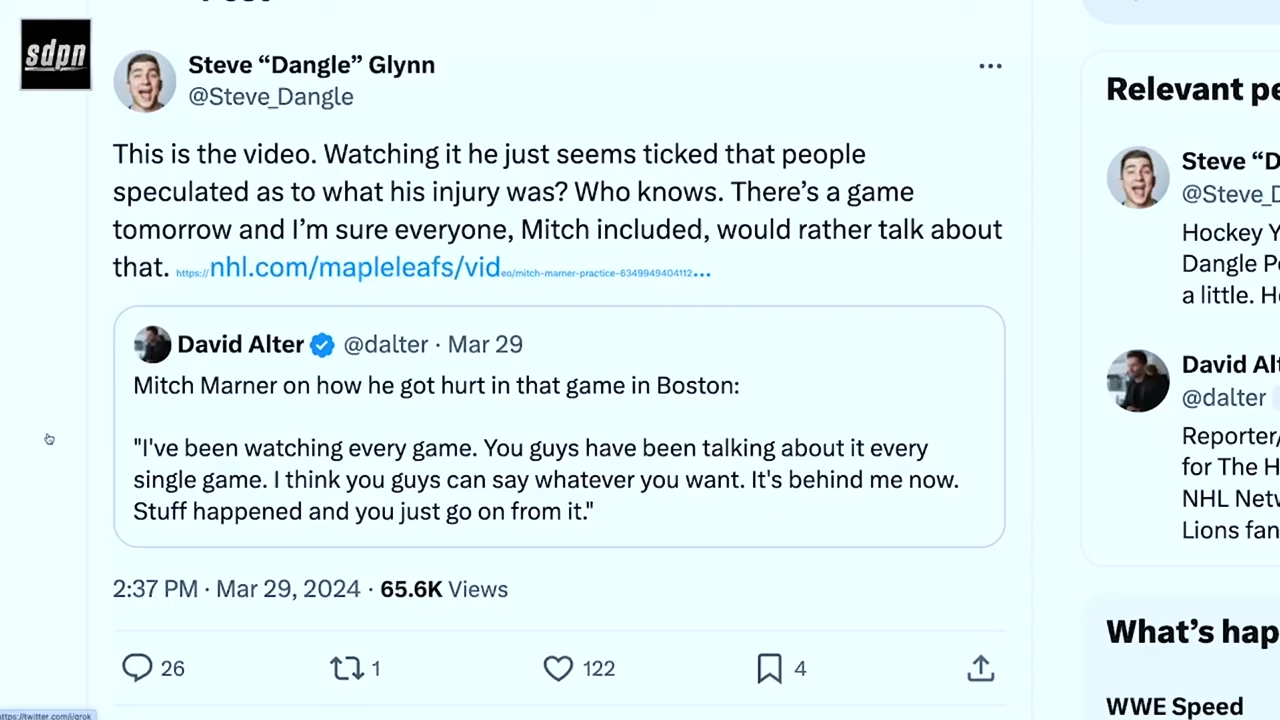 sdpn
Steve “Dangle” Glynn
@Steve_Dangle
This is the video. Watching it he just seems ticked that people
speculated as to what his injury was? Who knows. There’s a game
tomorrow and I’m sure everyone, Mitch included, would rather talk about
that. https://nhl.com/mapleleafs/video/mitch-marner-practice-6349949404112...
David Alter @dalter · Mar 29
Mitch Marner on how he got hurt in that game in Boston:
"I've been watching every game. You guys have been talking about it every
single game. I think you guys can say whatever you want. It's behind me now.
Stuff happened and you just go on from it."
2:37 PM · Mar 29, 2024 · 65.6K Views
26 1 122 4
Relevant pe
Steve “D
@Steve_D
Hockey Y
Dangle P
a little. H
David Alt
@dalter
Reporter/
for The H
NHL Netw
Lions fan
What’s hap
WWE Speed
https://twitter.com/i/grok